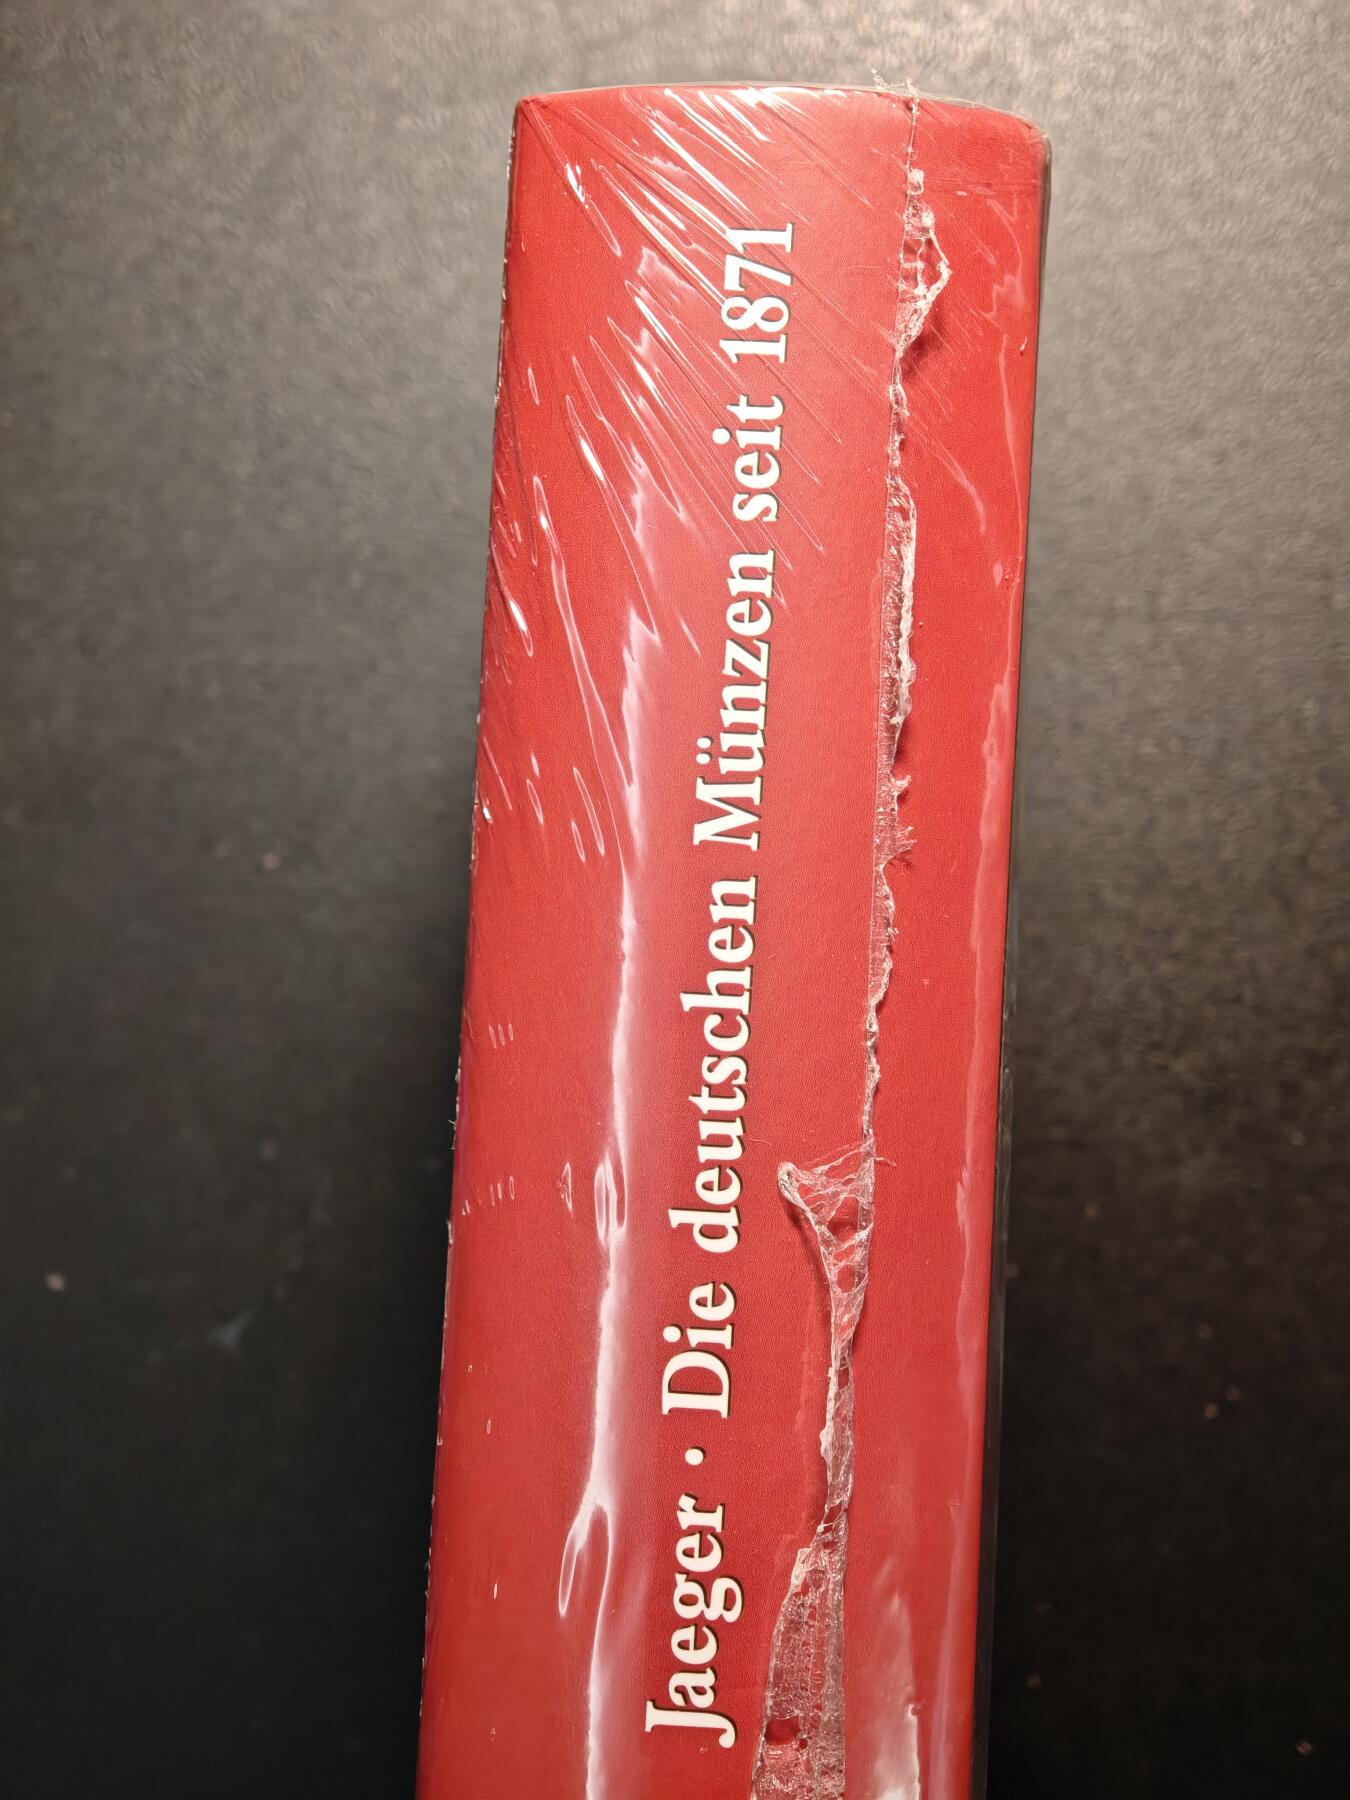 Jaeger · Die deutschen Münzen seit 1871